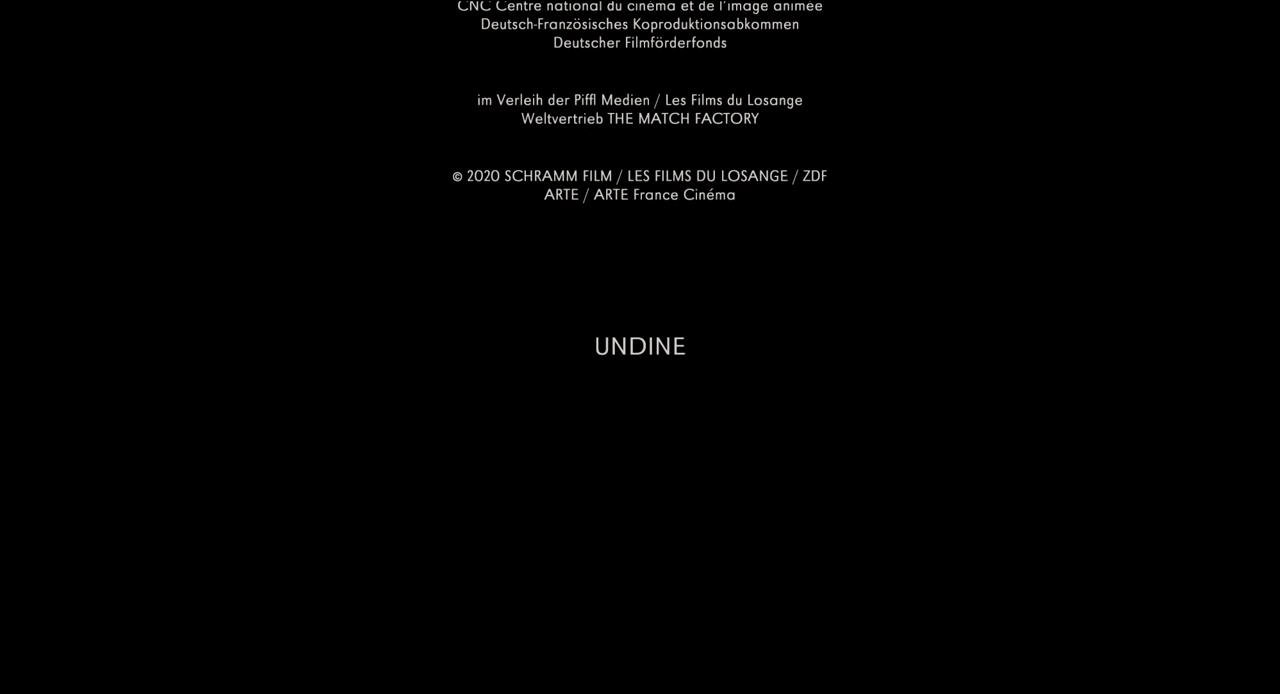 CNC Centre national du cinéma et de l'image animée
Deutsch-Französisches Koproduktionsabkommen
Deutscher Filmförderfonds
im Verleih der Piffl Medien / Les Films du Losange
Weltvertrieb THE MATCH FACTORY
© 2020 SCHRAMM FILM / LES FILMS DU LOSANGE / ZDF
ARTE / ARTE France Cinéma
UNDINE